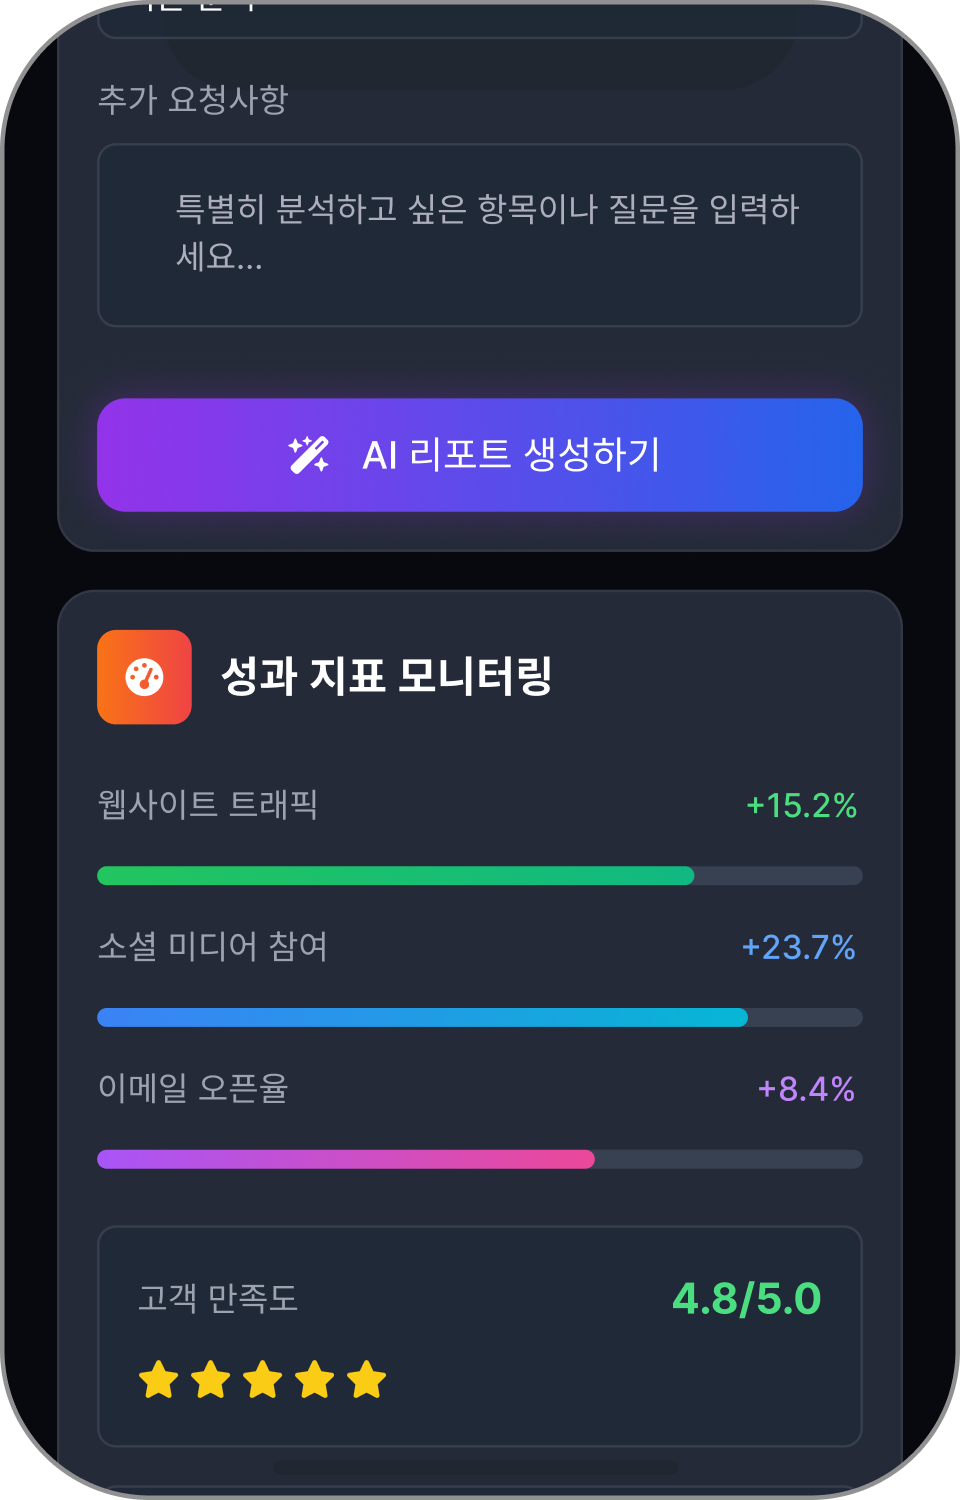 추가 요청사항
특별히 분석하고 싶은 항목이나 질문을 입력하
세요...
AI 리포트 생성하기
성과 지표 모니터링
웹사이트 트래픽 +15.2%
소셜 미디어 참여 +23.7%
이메일 오픈율 +8.4%
고객 만족도 4.8/5.0